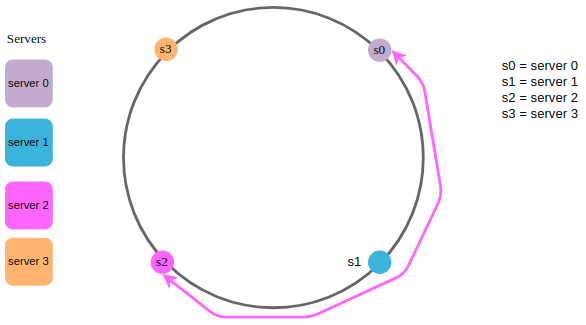 Servers
server 0
server 1
server 2
server 3
s3
s0
s2
s1
s0 = server 0
s1 = server 1
s2 = server 2
s3 = server 3